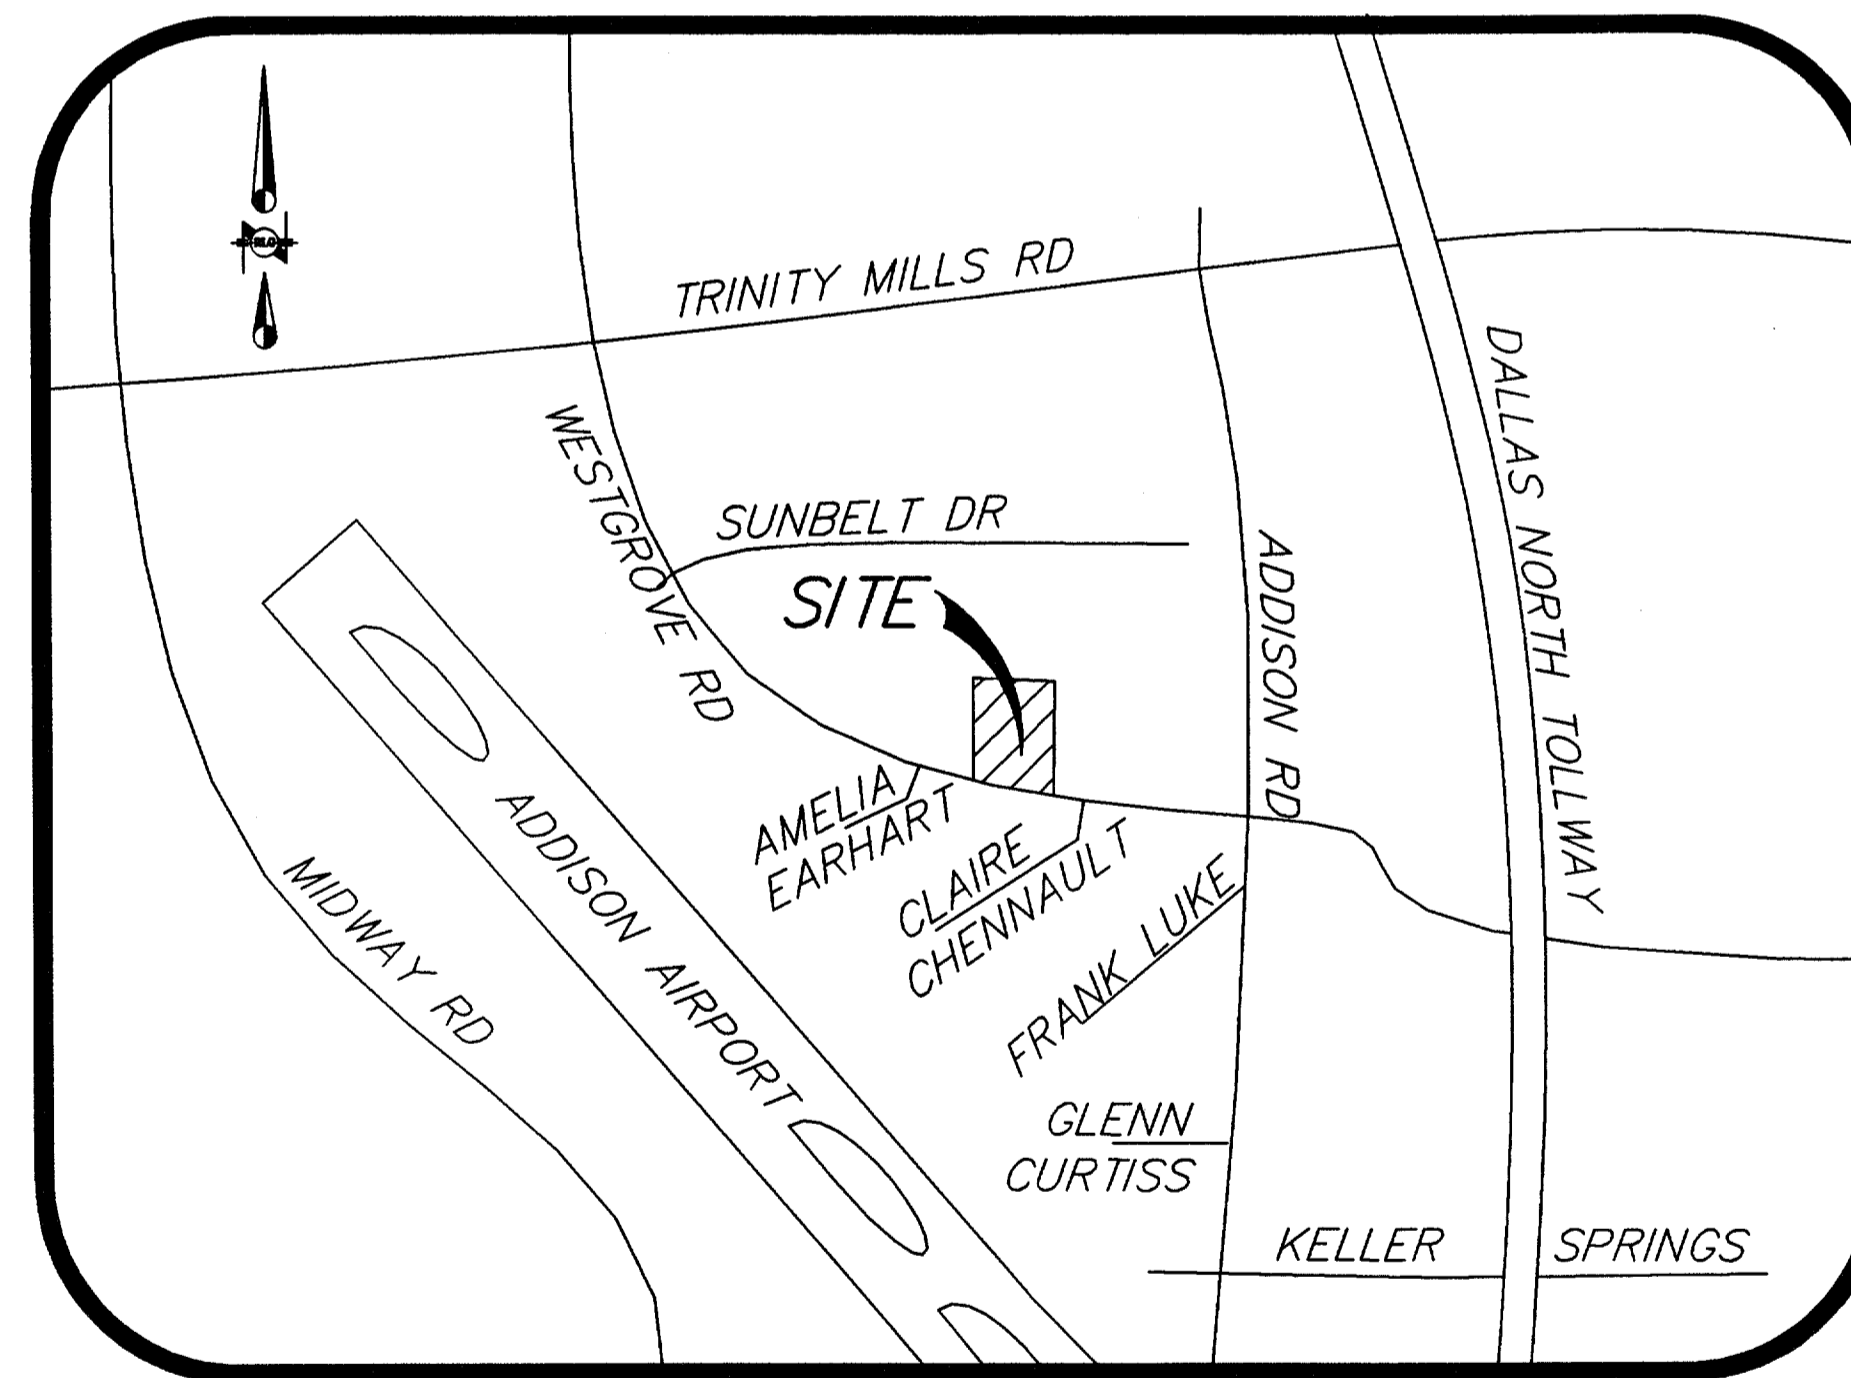 TRINITY MILLS RD
DALLAS NORTH TOLLWAY
WESTGROVE RD
SUNBELT DR
SITE
ADDISON RD
AMELIA
EARHART
CLAIRE
CHENNAULT
ADDISON AIRPORT
MIDWAY RD
FRANK LUKE
GLENN
CURTISS
KELLER SPRINGS